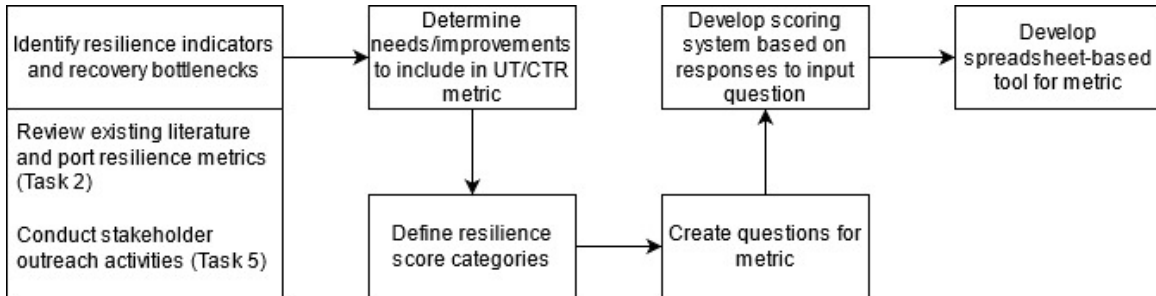 Identify resilience indicators
and recovery bottlenecks
Review existing literature
and port resilience metrics
(Task 2)
Conduct stakeholder
outreach activities (Task 5)
Determine
needs/improvements
to include in UT/CTR
metric
Define resilience
score categories
Create questions for
metric
Develop scoring
system based on
responses to input
question
Develop
spreadsheet-based
tool for metric